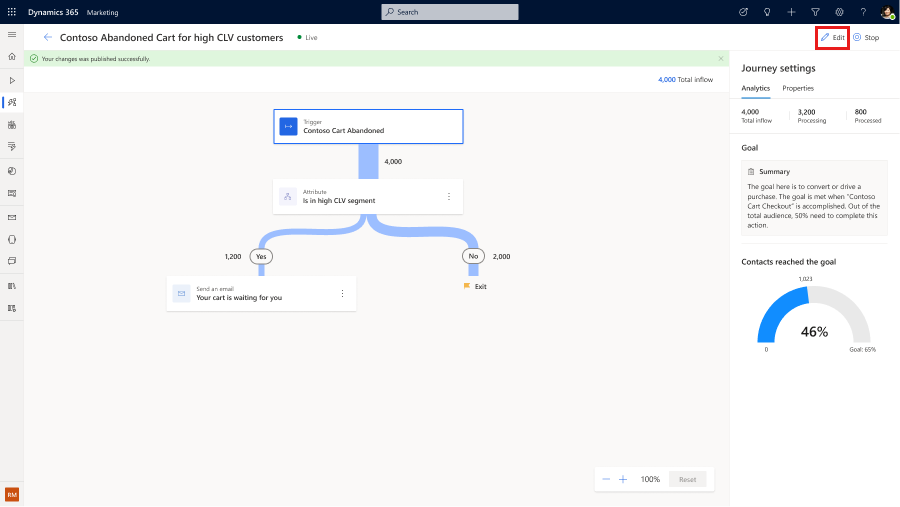 Dynamics 365 Marketing Search
Contoso Abandoned Cart for high CLV customers Live Edit Stop
Your changes was published successfully.
4,000 Total inflow
Trigger
Contoso Cart Abandoned
4,000
Attribute
Is in high CLV segment
1,200 Yes No 2,000
Send an email
Your cart is waiting for you
Exit
100% Reset
RM
Journey settings
Analytics Properties
4,000 3,200 800
Total inflow Processing Processed
Goal
Summary
The goal here is to convert or drive a
purchase. The goal is met when "Contoso
Cart Checkout" is accomplished. Out of the
total audience, 50% need to complete this
action.
Contacts reached the goal
1,023
46%
0 Goal: 65%